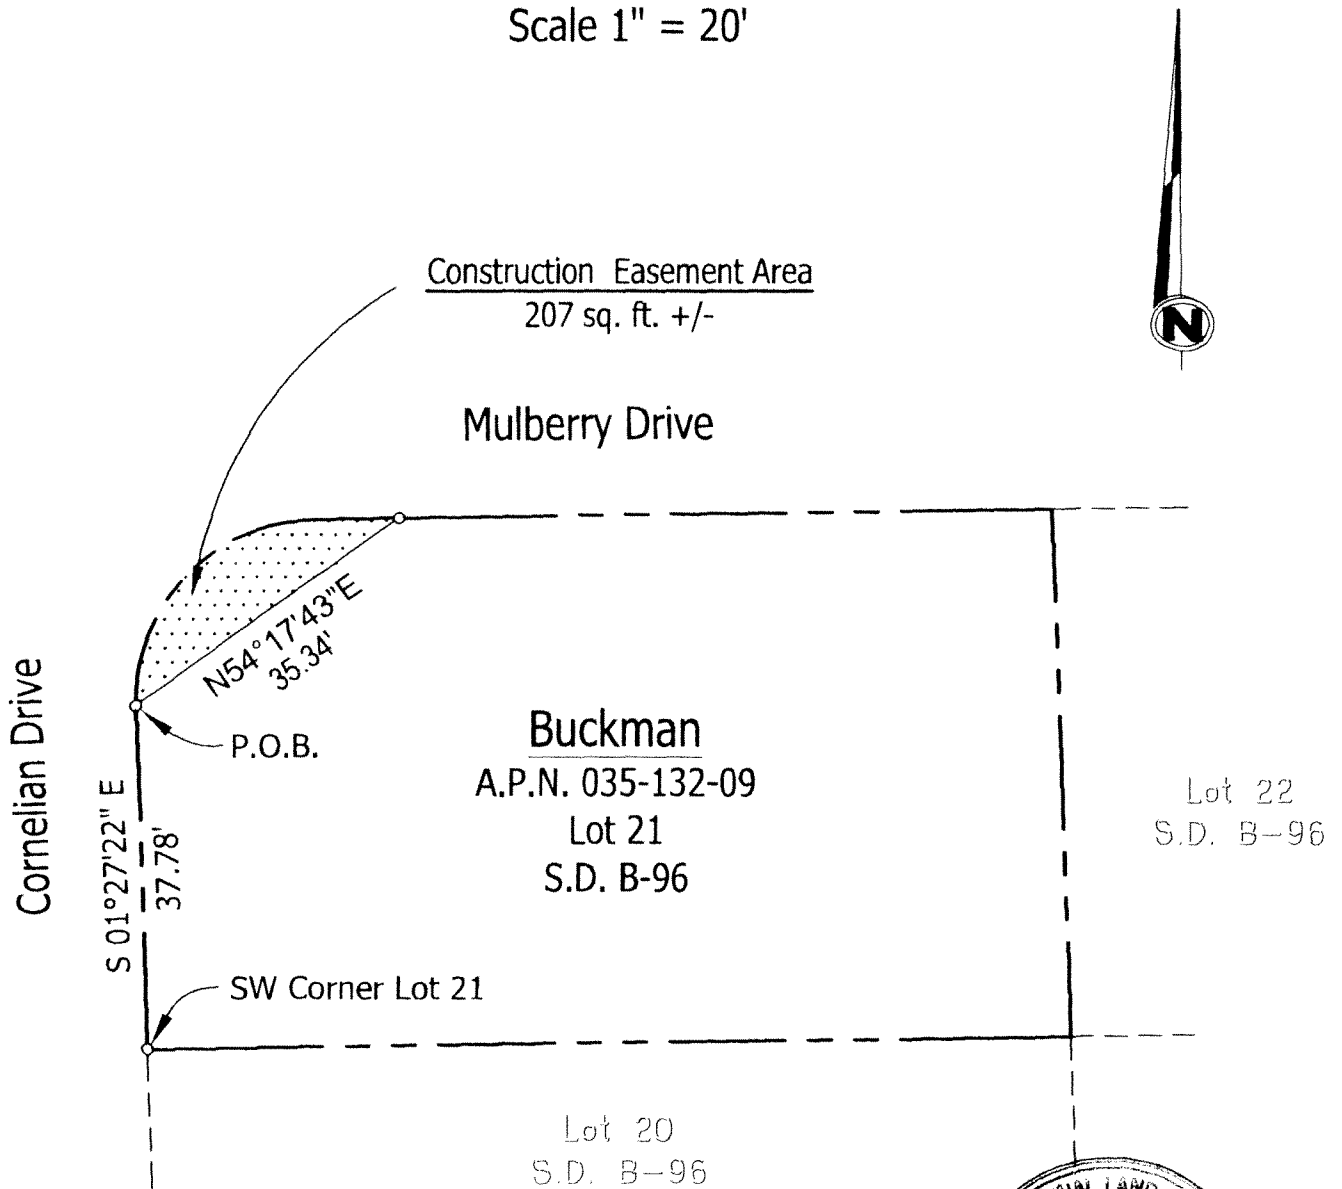 Scale 1" = 20'
Construction Easement Area
207 sq. ft. +/-
N
Mulberry Drive
N54°17'43"E
35.34'
P.O.B.
Cornelian Drive
S 01°27'22" E
37.78'
Buckman
A.P.N. 035-132-09
Lot 21
S.D. B-96
Lot 22
S.D. B-96
SW Corner Lot 21
Lot 20
S.D. B-96
LAND